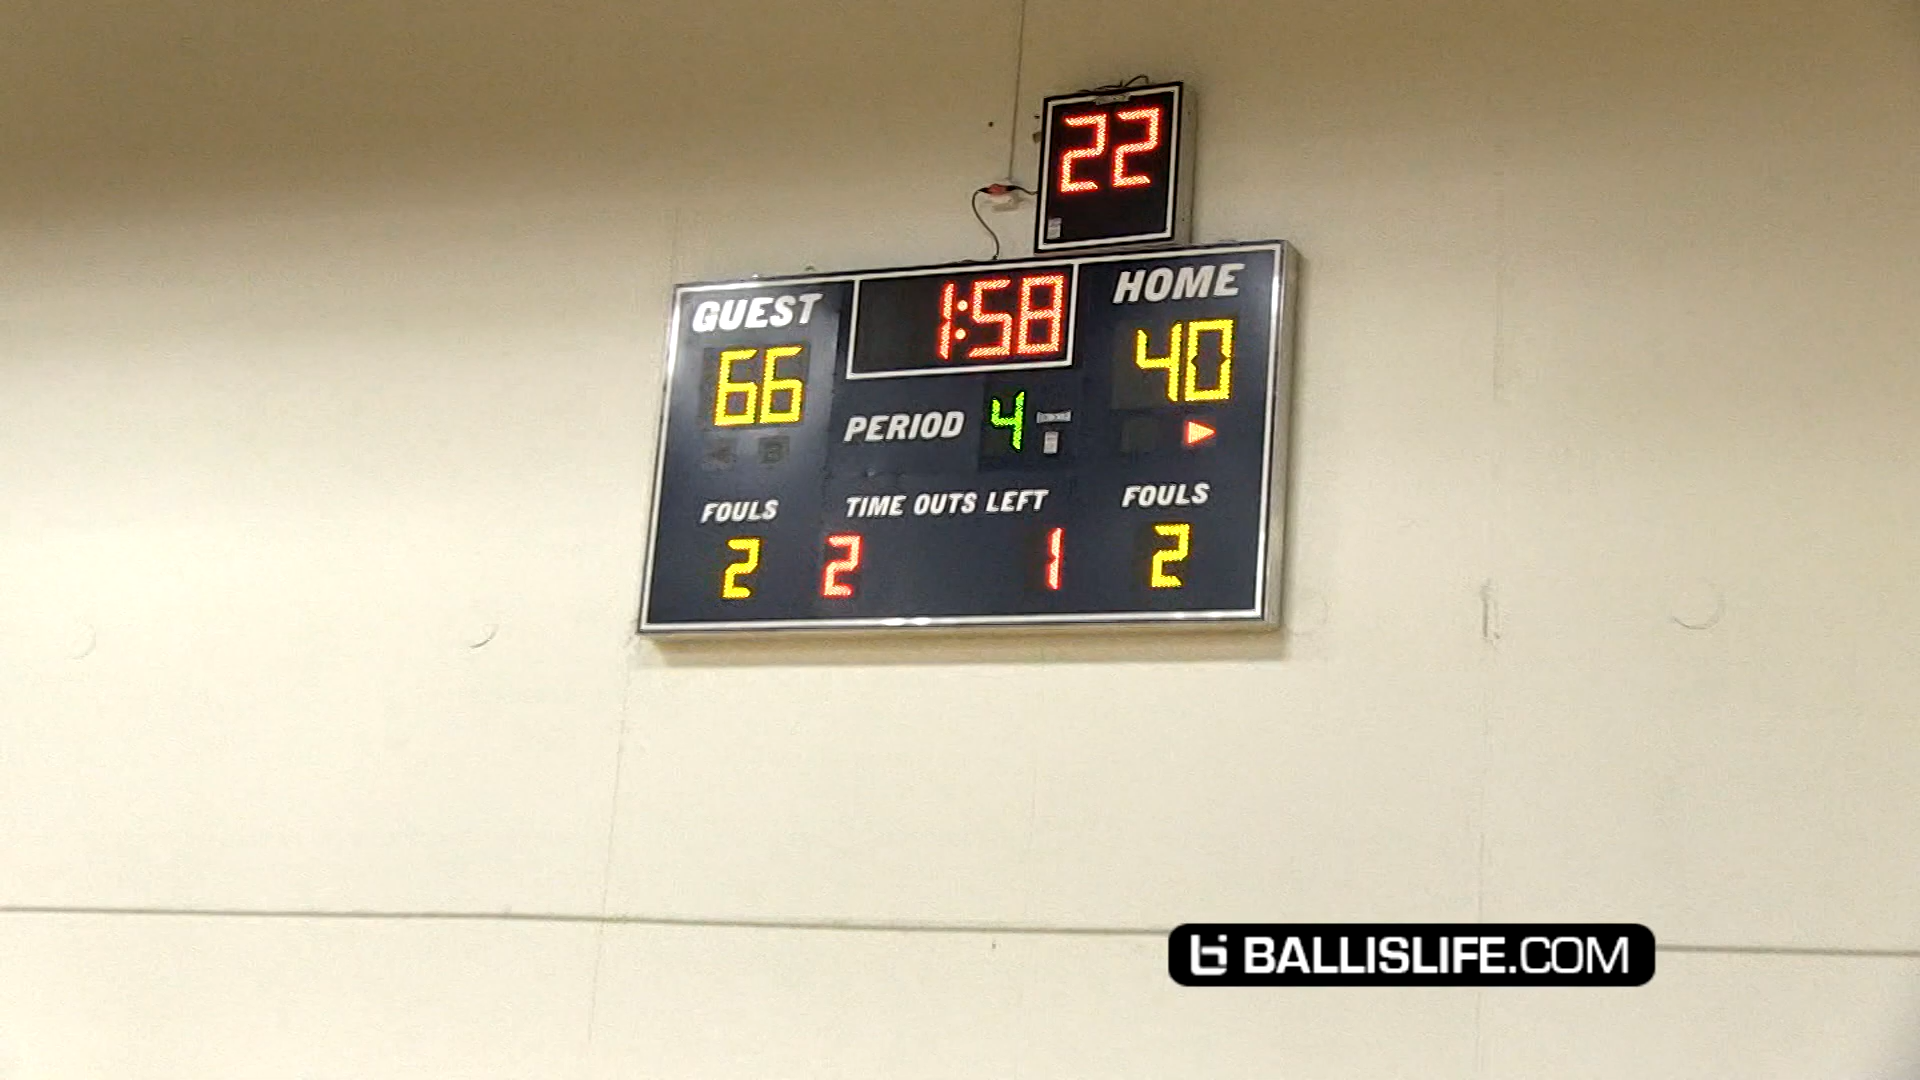 22
GUEST 1:58 HOME
66 40
PERIOD 4
FOULS TIME OUTS LEFT FOULS
2 2 1 2
BALLISLIFE.COM